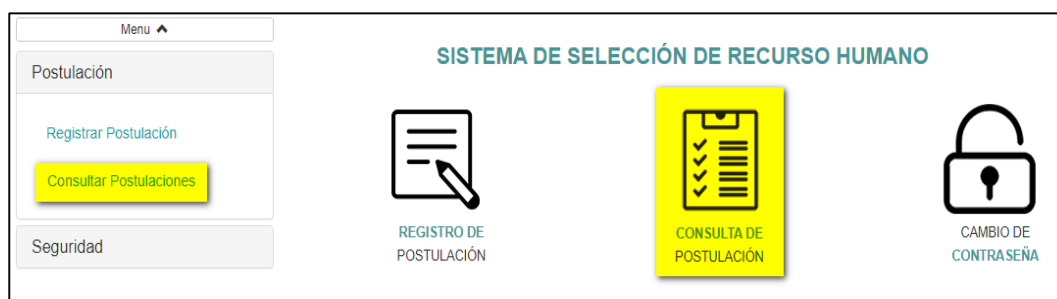 Menu
Postulación
Registrar Postulación
Consultar Postulaciones
Seguridad
SISTEMA DE SELECCIÓN DE RECURSO HUMANO
REGISTRO DE
POSTULACIÓN
CONSULTA DE
POSTULACIÓN
CAMBIO DE
CONTRASEÑA